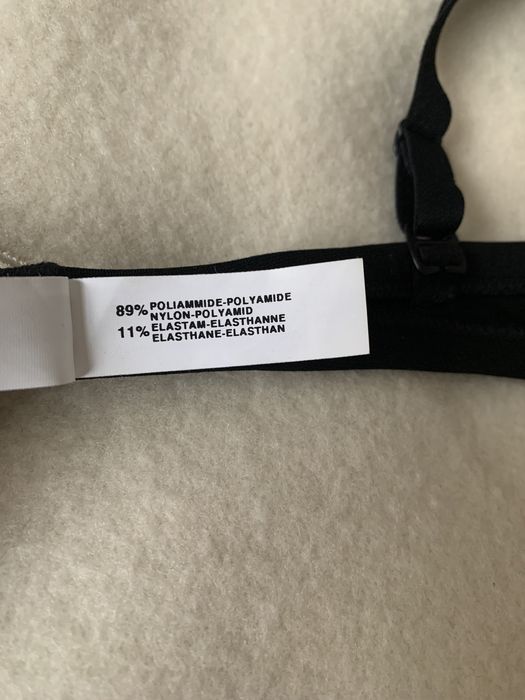 89% POLIAMMIDE-POLYAMIDE
NYLON-POLYAMID
11% ELASTAM-ELASTHANNE
ELASTHANE-ELASTHAN